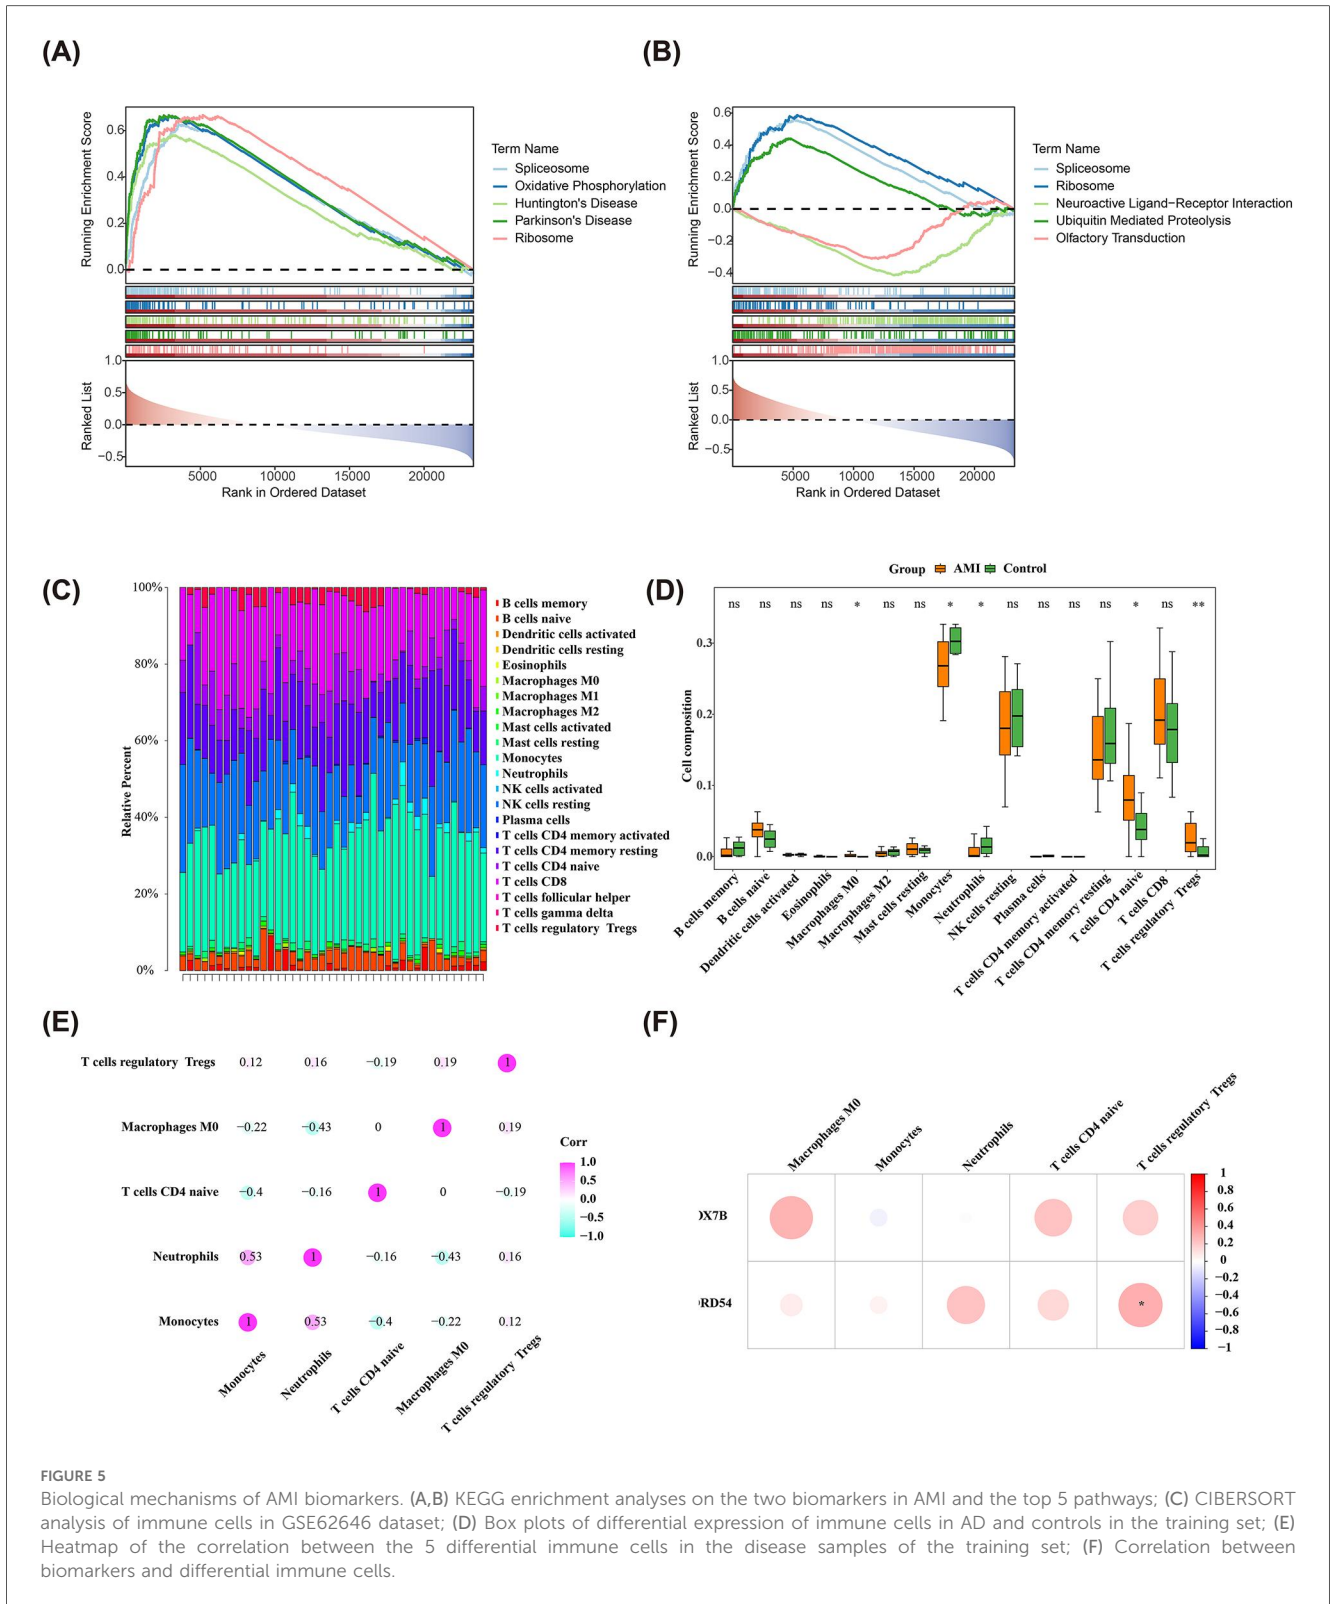 (A)
(B)
Running Enrichment Score
0.6
0.4
0.2
0.0
Term Name
Spliceosome
Oxidative Phosphorylation
Huntington's Disease
Parkinson's Disease
Ribosome
Ranked List
1.0
0.5
0.0
−0.5
5000
10000
15000
20000
Rank in Ordered Dataset
Running Enrichment Score
0.6
0.4
0.2
0.0
−0.2
−0.4
Term Name
Spliceosome
Ribosome
Neuroactive Ligand−Receptor Interaction
Ubiquitin Mediated Proteolysis
Olfactory Transduction
Ranked List
1.0
0.5
0.0
−0.5
5000
10000
15000
20000
Rank in Ordered Dataset
(C)
Relative Percent
100%
80%
60%
40%
20%
0%
B cells memory
B cells naive
Dendritic cells activated
Dendritic cells resting
Eosinophils
Macrophages M0
Macrophages M1
Macrophages M2
Mast cells activated
Mast cells resting
Monocytes
Neutrophils
NK cells activated
NK cells resting
Plasma cells
T cells CD4 memory activated
T cells CD4 memory resting
T cells CD4 naive
T cells CD8
T cells follicular helper
T cells gamma delta
T cells regulatory Tregs
(D)
Group AMI Control
ns ns ns ns * ns ns * * ns ns ns ns * ns **
Cell composition
0.3
0.2
0.1
0.0
B cells memory
B cells naive
Dendritic cells activated
Eosinophils
Macrophages M0
Macrophages M2
Mast cells resting
Monocytes
Neutrophils
NK cells resting
Plasma cells
T cells CD4 memory activated
T cells CD4 memory resting
T cells CD4 naive
T cells CD8
T cells regulatory Tregs
(E)
T cells regulatory Tregs 0.12 0.16 −0.19 0.19 1
Macrophages M0 −0.22 −0.43 0 1 0.19
T cells CD4 naive −0.4 −0.16 1 0 −0.19
Neutrophils 0.53 1 −0.16 −0.43 0.16
Monocytes 1 0.53 −0.4 −0.22 0.12
Monocytes
Neutrophils
T cells CD4 naive
Macrophages M0
T cells regulatory Tregs
Corr
1.0
0.5
0.0
−0.5
−1.0
(F)
Macrophages M0
Monocytes
Neutrophils
T cells CD4 naive
T cells regulatory Tregs
X7B
RD54
*
1
0.8
0.6
0.4
0.2
0
−0.2
−0.4
−0.6
−0.8
−1
FIGURE 5
Biological mechanisms of AMI biomarkers. (A,B) KEGG enrichment analyses on the two biomarkers in AMI and the top 5 pathways; (C) CIBERSORT
analysis of immune cells in GSE62646 dataset; (D) Box plots of differential expression of immune cells in AD and controls in the training set; (E)
Heatmap of the correlation between the 5 differential immune cells in the disease samples of the training set; (F) Correlation between
biomarkers and differential immune cells.